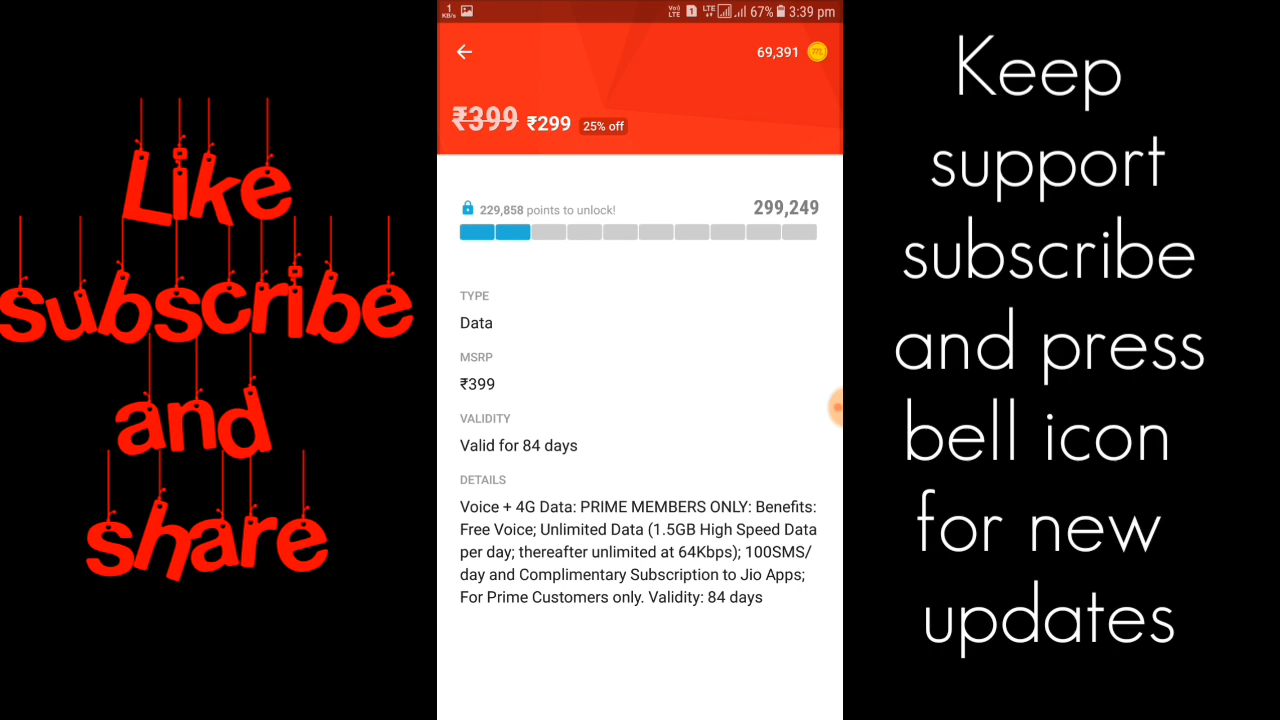 Like
subscribe
and
share
1
KB/s
VoLTE
1
LTE
67%
3:39 pm
69,391
m
₹399 ₹299 25% off
229,858 points to unlock!
299,249
TYPE
Data
MSRP
₹399
VALIDITY
Valid for 84 days
DETAILS
Voice + 4G Data: PRIME MEMBERS ONLY: Benefits:
Free Voice; Unlimited Data (1.5GB High Speed Data
per day; thereafter unlimited at 64Kbps); 100SMS/
day and Complimentary Subscription to Jio Apps;
For Prime Customers only. Validity: 84 days
Keep
support
subscribe
and press
bell icon
for new
updates